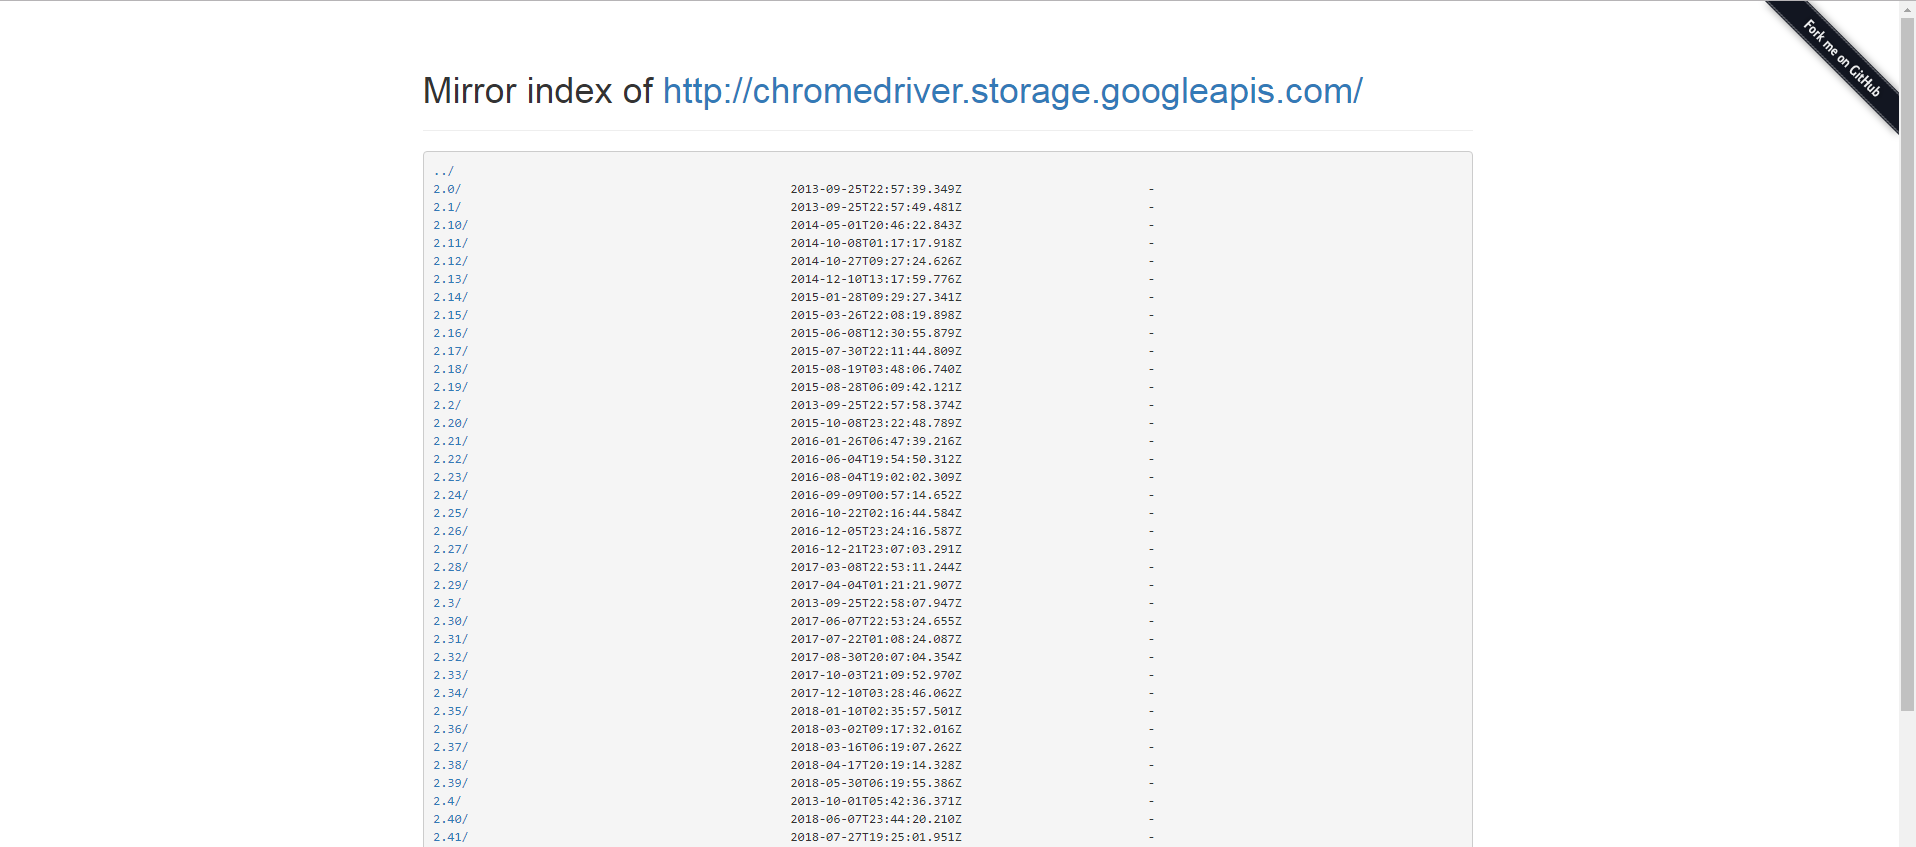 Fork me on GitHub
Mirror index of http://chromedriver.storage.googleapis.com/
../
2.0/ 2013-09-25T22:57:39.349Z -
2.1/ 2013-09-25T22:57:49.481Z -
2.10/ 2014-05-01T20:46:22.843Z -
2.11/ 2014-10-08T01:17:17.918Z -
2.12/ 2014-10-27T09:27:24.626Z -
2.13/ 2014-12-10T13:17:59.776Z -
2.14/ 2015-01-28T09:29:27.341Z -
2.15/ 2015-03-26T22:08:19.898Z -
2.16/ 2015-06-08T12:30:55.879Z -
2.17/ 2015-07-30T22:11:44.809Z -
2.18/ 2015-08-19T03:48:06.740Z -
2.19/ 2015-08-28T06:09:42.121Z -
2.2/ 2013-09-25T22:57:58.374Z -
2.20/ 2015-10-08T23:22:48.789Z -
2.21/ 2016-01-26T06:47:39.216Z -
2.22/ 2016-06-04T19:54:50.312Z -
2.23/ 2016-08-04T19:02:02.309Z -
2.24/ 2016-09-09T00:57:14.652Z -
2.25/ 2016-10-22T02:16:44.584Z -
2.26/ 2016-12-05T23:24:16.587Z -
2.27/ 2016-12-21T23:07:03.291Z -
2.28/ 2017-03-08T22:53:11.244Z -
2.29/ 2017-04-04T01:21:21.907Z -
2.3/ 2013-09-25T22:58:07.947Z -
2.30/ 2017-06-07T22:53:24.655Z -
2.31/ 2017-07-22T01:08:24.087Z -
2.32/ 2017-08-30T20:07:04.354Z -
2.33/ 2017-10-03T21:09:52.970Z -
2.34/ 2017-12-10T03:28:46.062Z -
2.35/ 2018-01-10T02:35:57.501Z -
2.36/ 2018-03-02T09:17:32.016Z -
2.37/ 2018-03-16T06:19:07.262Z -
2.38/ 2018-04-17T20:19:14.328Z -
2.39/ 2018-05-30T06:19:55.386Z -
2.4/ 2013-10-01T05:42:36.371Z -
2.40/ 2018-06-07T23:44:20.210Z -
2.41/ 2018-07-27T19:25:01.951Z -